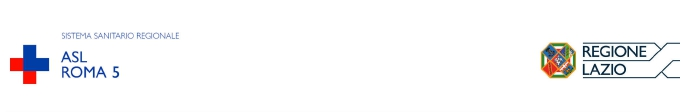 SISTEMA SANITARIO REGIONALE
ASL
ROMA 5
REGIONE
LAZIO